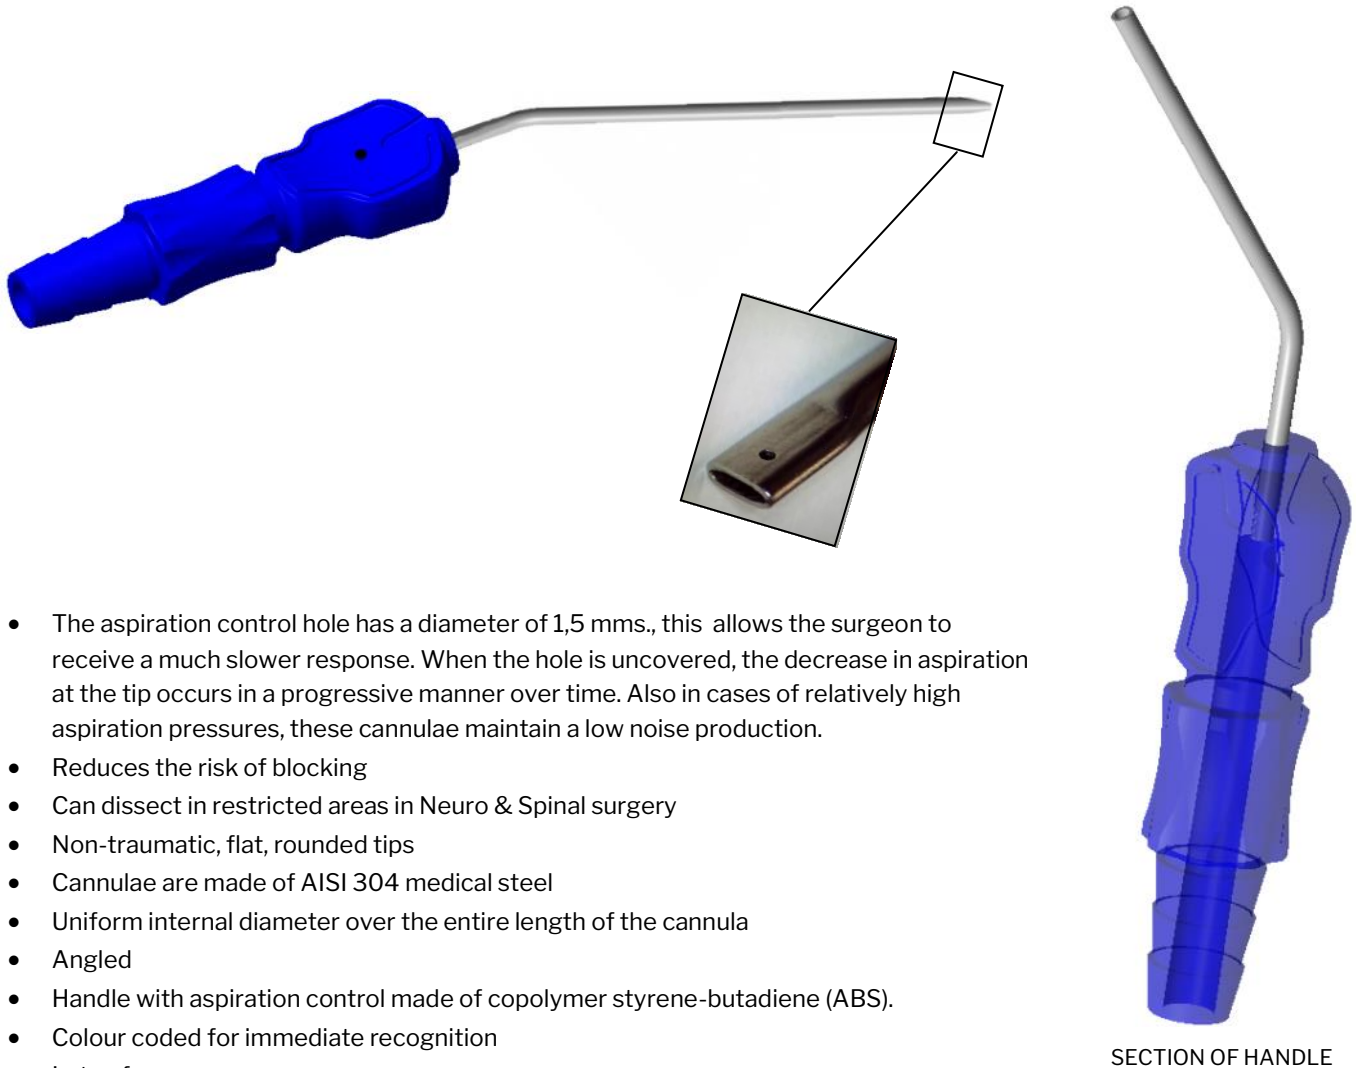 • The aspiration control hole has a diameter of 1,5 mms., this allows the surgeon to
receive a much slower response. When the hole is uncovered, the decrease in aspiration
at the tip occurs in a progressive manner over time. Also in cases of relatively high
aspiration pressures, these cannulae maintain a low noise production.
• Reduces the risk of blocking
• Can dissect in restricted areas in Neuro & Spinal surgery
• Non-traumatic, flat, rounded tips
• Cannulae are made of AISI 304 medical steel
• Uniform internal diameter over the entire length of the cannula
• Angled
• Handle with aspiration control made of copolymer styrene-butadiene (ABS).
• Colour coded for immediate recognition
SECTION OF HANDLE